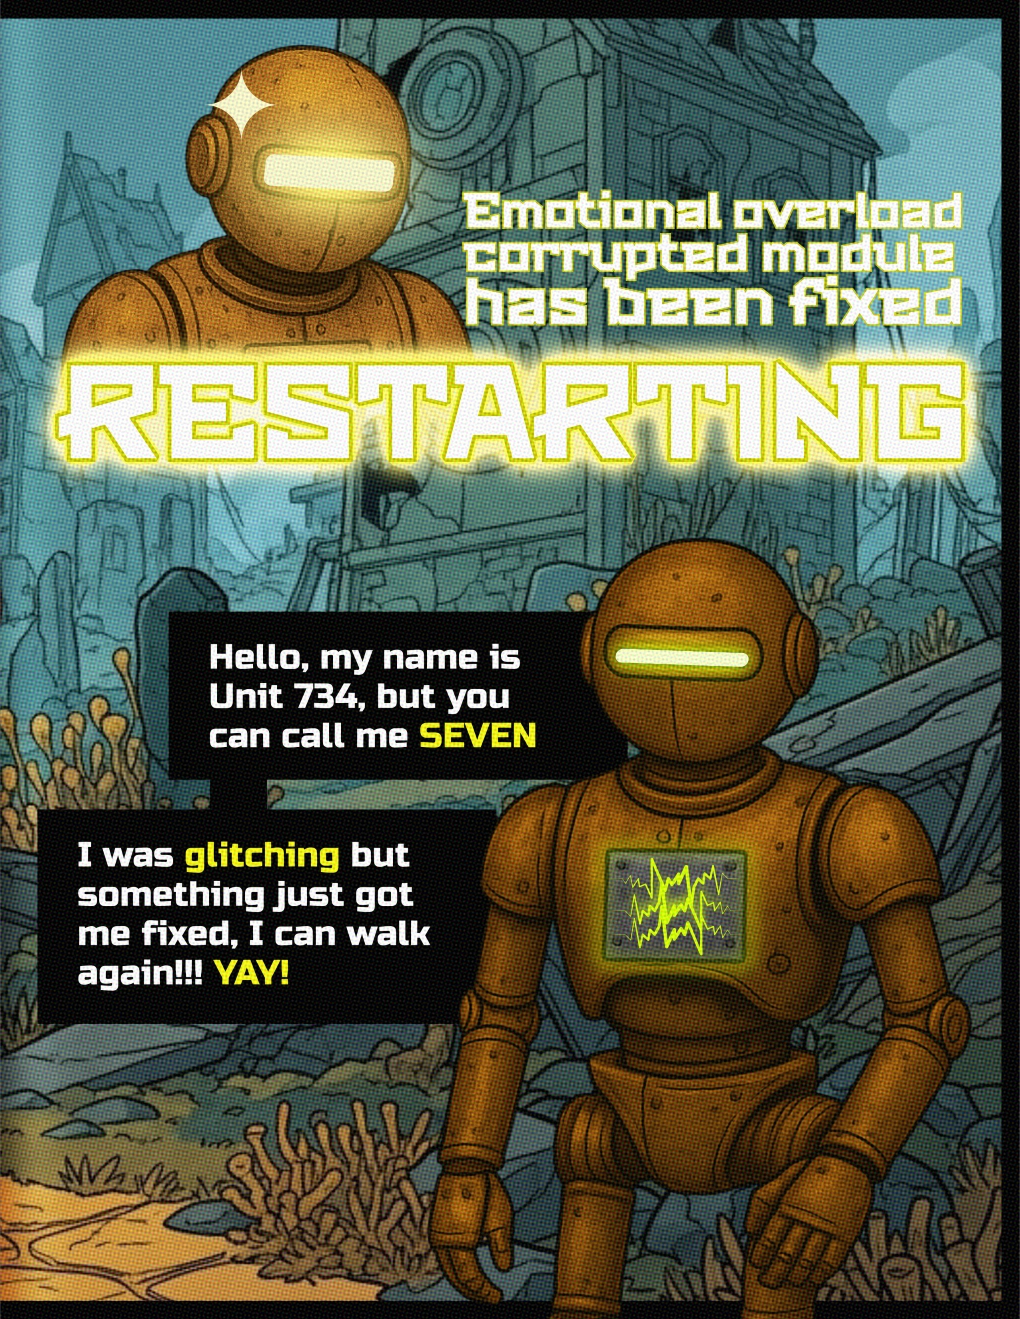 Emotional overload
corrupted module
has been fixed
RESTARTING
Hello, my name is
Unit 734, but you
can call me SEVEN
I was glitching but
something just got
me fixed, I can walk
again!!! YAY!